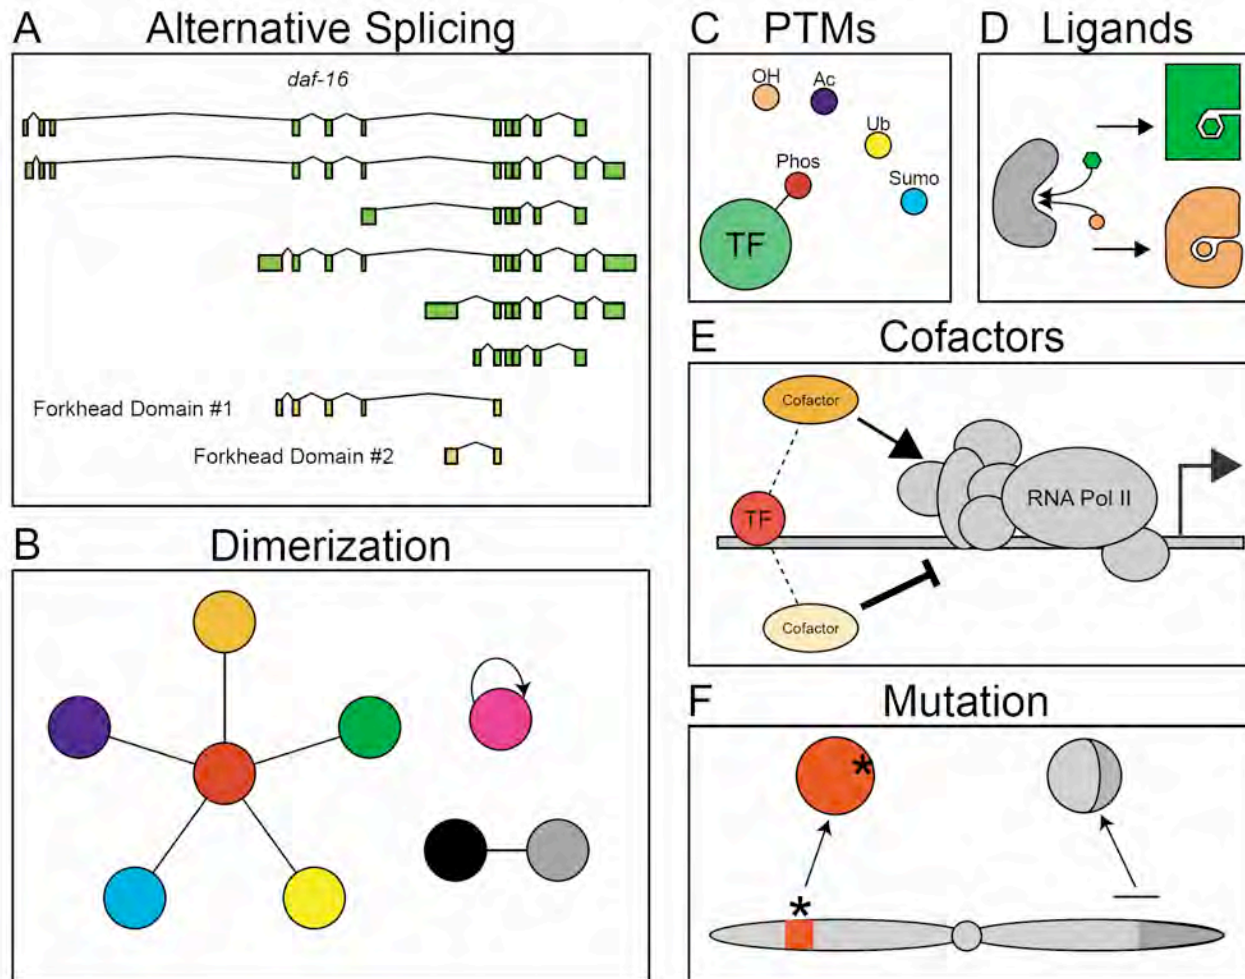 A Alternative Splicing
daf-16
Forkhead Domain #1
Forkhead Domain #2
B Dimerization
C PTMs
OH
Ac
Ub
Phos
Sumo
TF
D Ligands
E Cofactors
Cofactor
TF
RNA Pol II
Cofactor
F Mutation
*
*